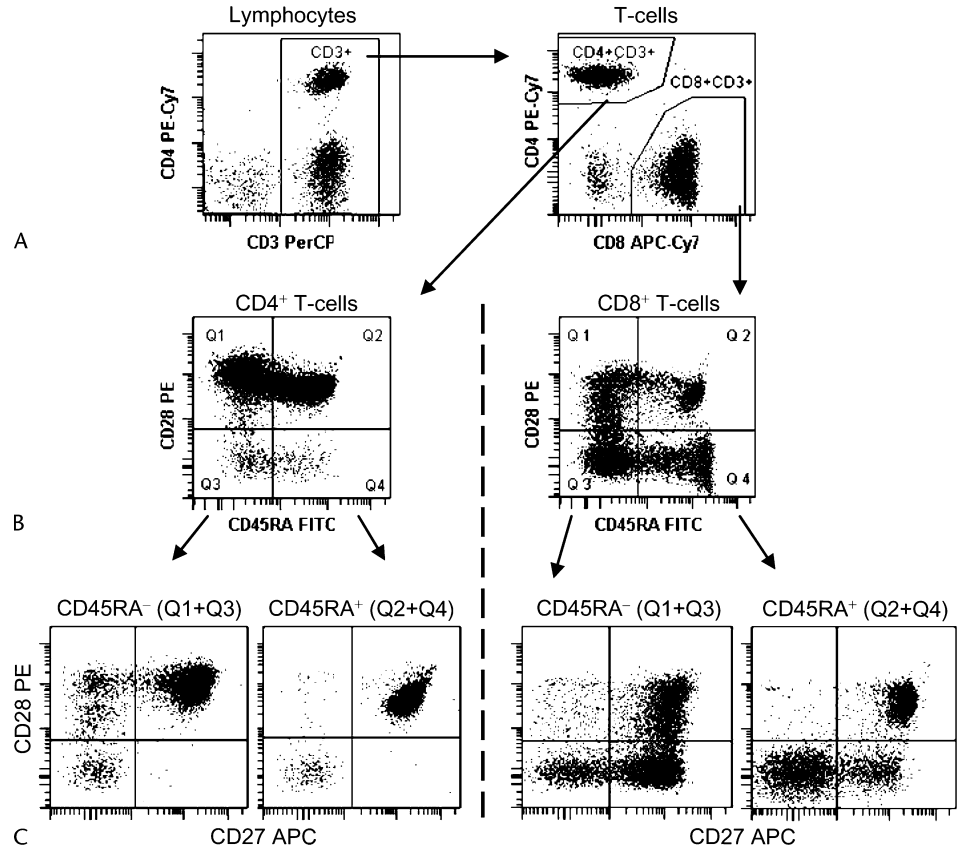 Lymphocytes
T-cells
CD3+
CD4+CD3+
CD8+CD3+
CD4 PE-Cy7
CD4 PE-Cy7
CD3 PerCP
CD8 APC-Cy7
A
CD4+ T-cells
CD8+ T-cells
Q1
Q2
Q1
Q2
CD28 PE
CD28 PE
Q3
Q4
Q3
Q4
B
CD45RA FITC
CD45RA FITC
CD45RA– (Q1+Q3)
CD45RA+ (Q2+Q4)
CD45RA– (Q1+Q3)
CD45RA+ (Q2+Q4)
CD28 PE
C
CD27 APC
CD27 APC